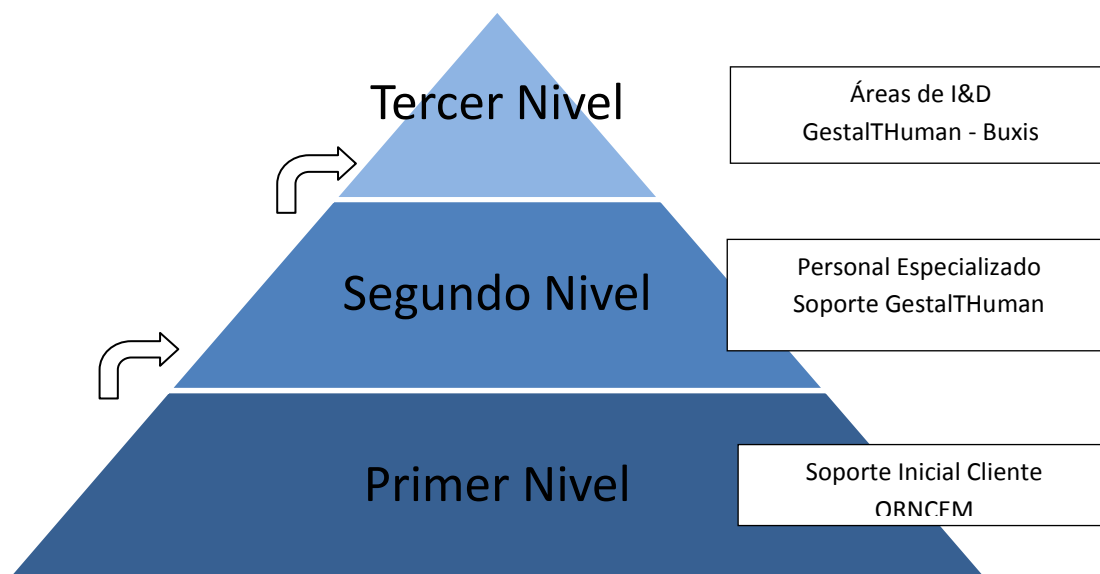 Tercer Nivel
Áreas de I&D
GestalTHuman - Buxis
Segundo Nivel
Personal Especializado
Soporte GestalTHuman
Primer Nivel
Soporte Inicial Cliente